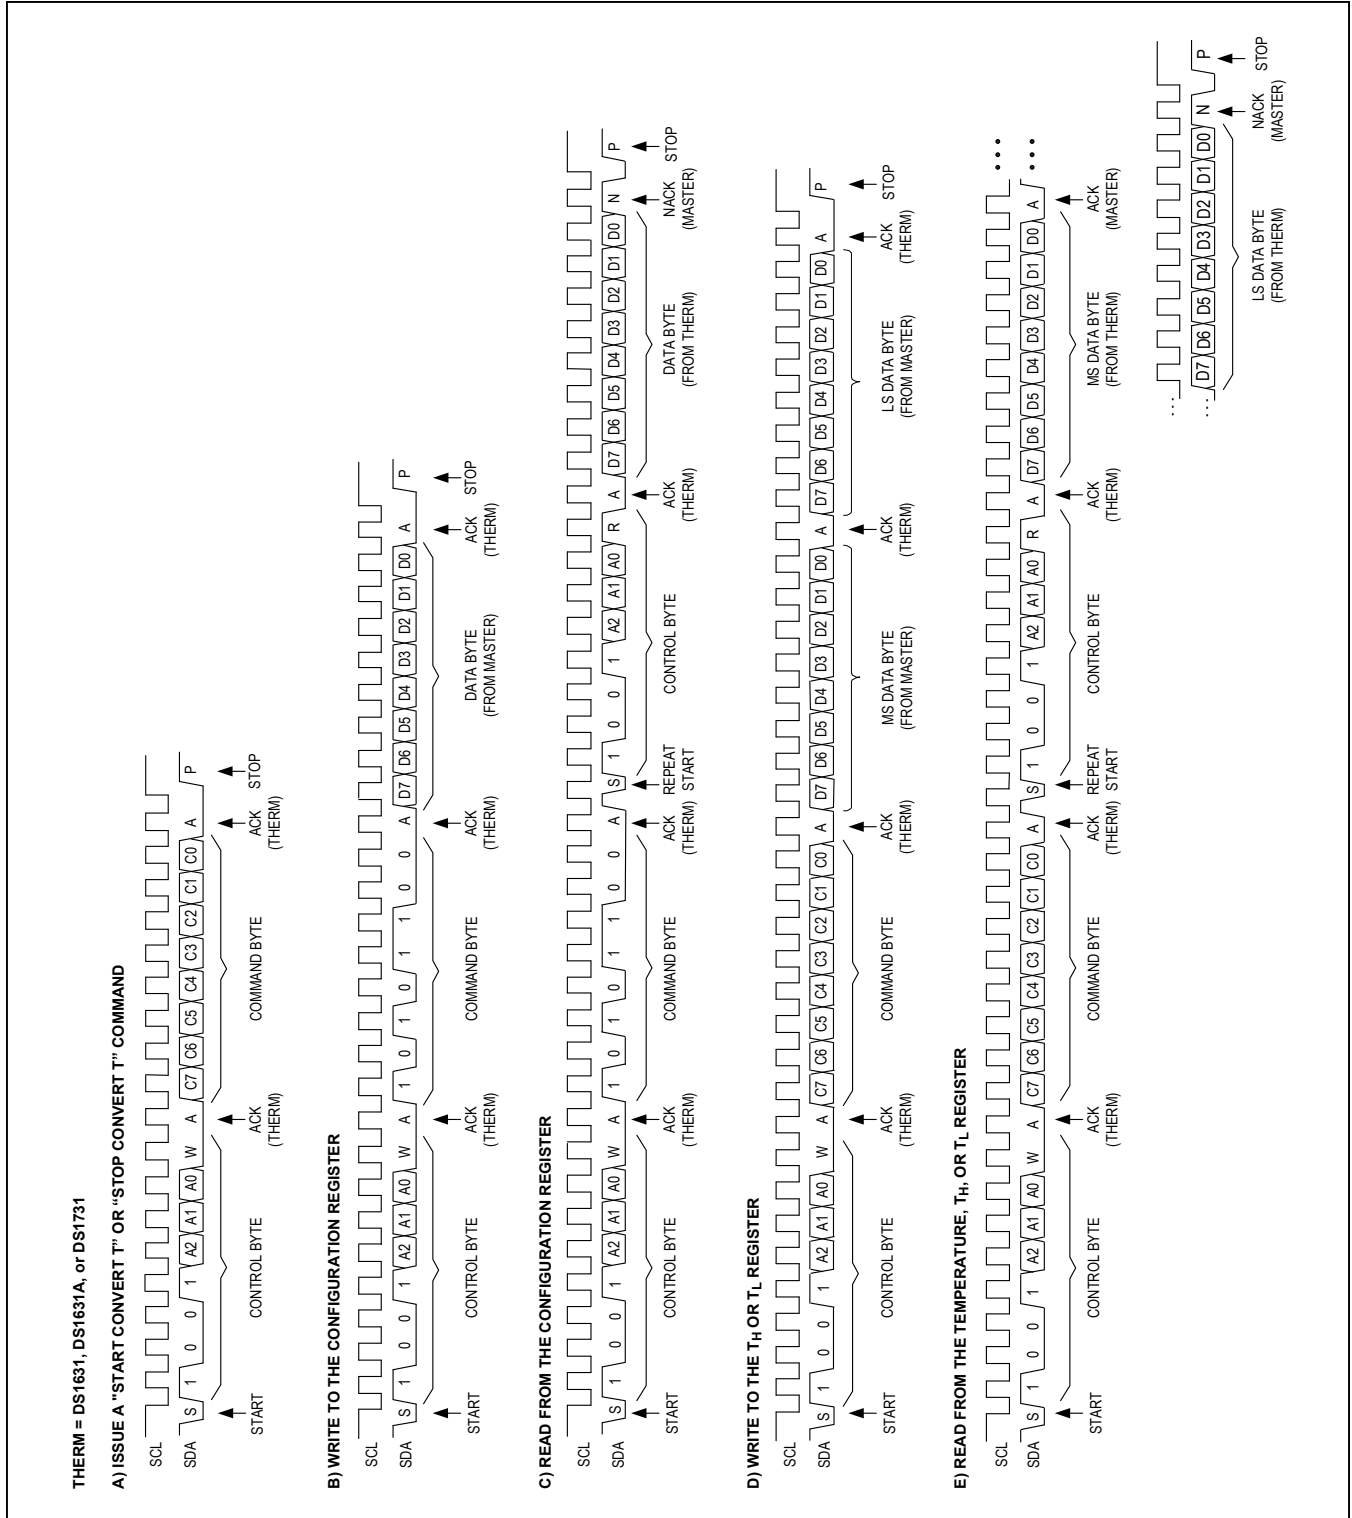 THERM = DS1631, DS1631A, or DS1731
A) ISSUE A "START CONVERT T" OR "STOP CONVERT T" COMMAND
SCL
SDA S 1 0 0 1 A2 A1 A0 W A C7 C6 C5 C4 C3 C2 C1 C0 A P
START CONTROL BYTE ACK COMMAND BYTE ACK STOP
(THERM) (THERM)
B) WRITE TO THE CONFIGURATION REGISTER
SCL
SDA S 1 0 0 1 A2 A1 A0 W A 1 0 1 0 1 1 0 0 A D7 D6 D5 D4 D3 D2 D1 D0 A P
START CONTROL BYTE ACK COMMAND BYTE ACK DATA BYTE ACK STOP
(THERM) (THERM) (FROM MASTER) (THERM)
C) READ FROM THE CONFIGURATION REGISTER
SCL
SDA S 1 0 0 1 A2 A1 A0 W A 1 0 1 0 1 1 0 0 A S 1 0 0 1 A2 A1 A0 R A D7 D6 D5 D4 D3 D2 D1 D0 N P
START CONTROL BYTE ACK COMMAND BYTE ACK REPEAT CONTROL BYTE ACK DATA BYTE NACK STOP
(THERM) (THERM) START (THERM) (FROM THERM) (MASTER)
D) WRITE TO THE TH OR TL REGISTER
SCL
SDA S 1 0 0 1 A2 A1 A0 W A C7 C6 C5 C4 C3 C2 C1 C0 A D7 D6 D5 D4 D3 D2 D1 D0 A D7 D6 D5 D4 D3 D2 D1 D0 A P
START CONTROL BYTE ACK COMMAND BYTE ACK MS DATA BYTE ACK LS DATA BYTE ACK STOP
(THERM) (THERM) (FROM MASTER) (THERM) (FROM MASTER) (THERM)
E) READ FROM THE TEMPERATURE, TH, OR TL REGISTER
SCL
SDA S 1 0 0 1 A2 A1 A0 W A C7 C6 C5 C4 C3 C2 C1 C0 A S 1 0 0 1 A2 A1 A0 R A D7 D6 D5 D4 D3 D2 D1 D0 A
START CONTROL BYTE ACK COMMAND BYTE ACK REPEAT CONTROL BYTE ACK MS DATA BYTE ACK
(THERM) (THERM) START (THERM) (FROM THERM) (MASTER)
D7 D6 D5 D4 D3 D2 D1 D0 N P
LS DATA BYTE NACK STOP
(FROM THERM) (MASTER)